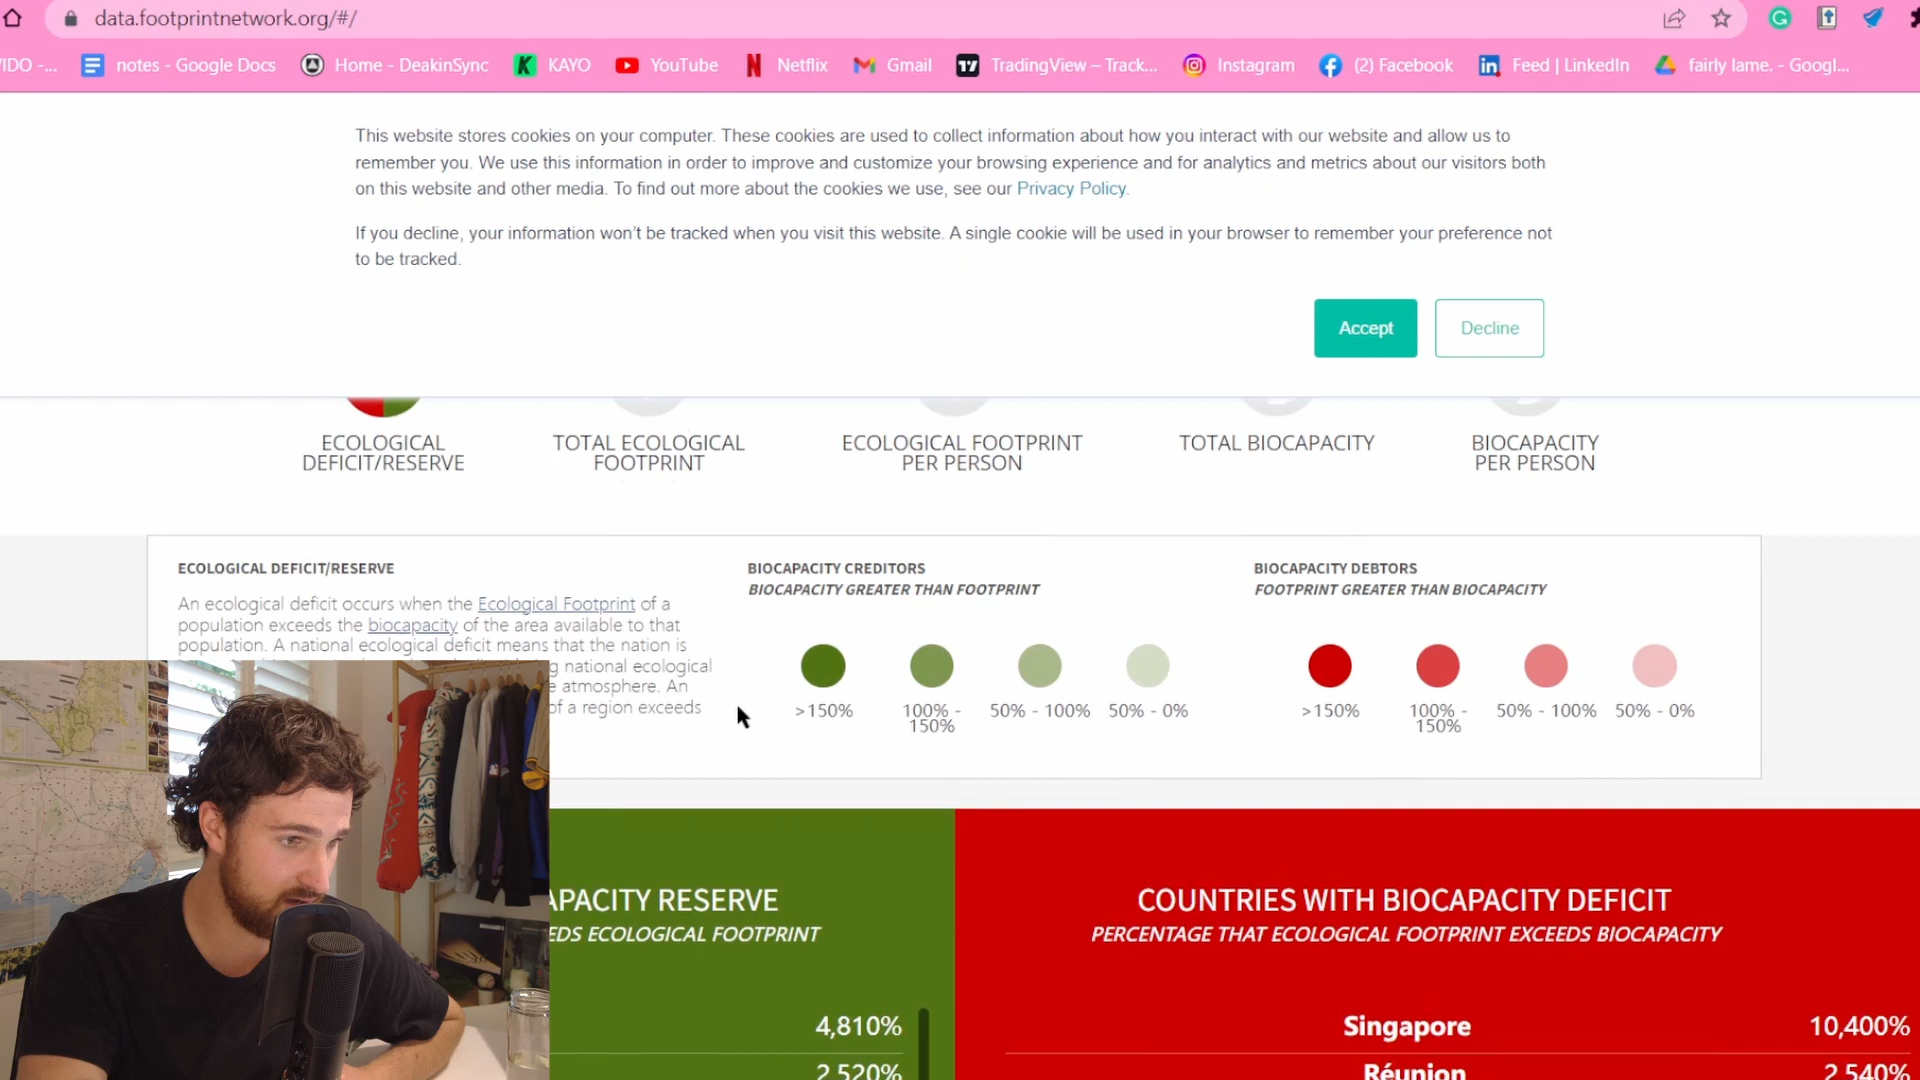 data.footprintnetwork.org/#/
IDO -... notes - Google Docs Home - DeakinSync KAYO YouTube Netflix Gmail TradingView – Track... Instagram (2) Facebook Feed | LinkedIn fairly lame. - Googl...
This website stores cookies on your computer. These cookies are used to collect information about how you interact with our website and allow us to
remember you. We use this information in order to improve and customize your browsing experience and for analytics and metrics about our visitors both
on this website and other media. To find out more about the cookies we use, see our Privacy Policy.
If you decline, your information won’t be tracked when you visit this website. A single cookie will be used in your browser to remember your preference not
to be tracked.
Accept Decline
ECOLOGICAL
DEFICIT/RESERVE
TOTAL ECOLOGICAL
FOOTPRINT
ECOLOGICAL FOOTPRINT
PER PERSON
TOTAL BIOCAPACITY
BIOCAPACITY
PER PERSON
ECOLOGICAL DEFICIT/RESERVE
An ecological deficit occurs when the Ecological Footprint of a
population exceeds the biocapacity of the area available to that
population. A national ecological deficit means that the nation is
g national ecological
e atmosphere. An
of a region exceeds
BIOCAPACITY CREDITORS
BIOCAPACITY GREATER THAN FOOTPRINT
>150% 100% - 150% 50% - 100% 50% - 0%
BIOCAPACITY DEBTORS
FOOTPRINT GREATER THAN BIOCAPACITY
>150% 100% - 150% 50% - 100% 50% - 0%
APACITY RESERVE
EDS ECOLOGICAL FOOTPRINT
4,810%
2,520%
COUNTRIES WITH BIOCAPACITY DEFICIT
PERCENTAGE THAT ECOLOGICAL FOOTPRINT EXCEEDS BIOCAPACITY
Singapore 10,400%
Réunion 2,540%